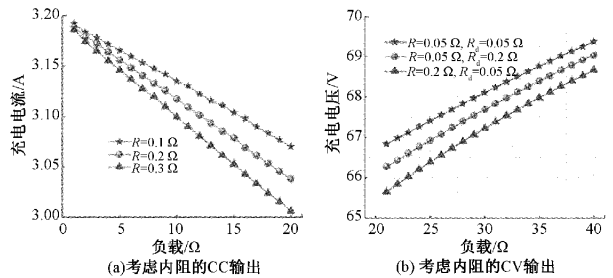 3.20
3.15
3.10
3.05
3.00
充电电流/A
R=0.1 Ω
R=0.2 Ω
R=0.3 Ω
0 5 10 15 20
负载/Ω
(a)考虑内阻的CC输出
70
69
68
67
66
65
充电电压/V
R=0.05 Ω, Rd=0.05 Ω
R=0.05 Ω, Rd=0.2 Ω
R=0.2 Ω, Rd=0.05 Ω
20 25 30 35 40
负载/Ω
(b) 考虑内阻的CV输出